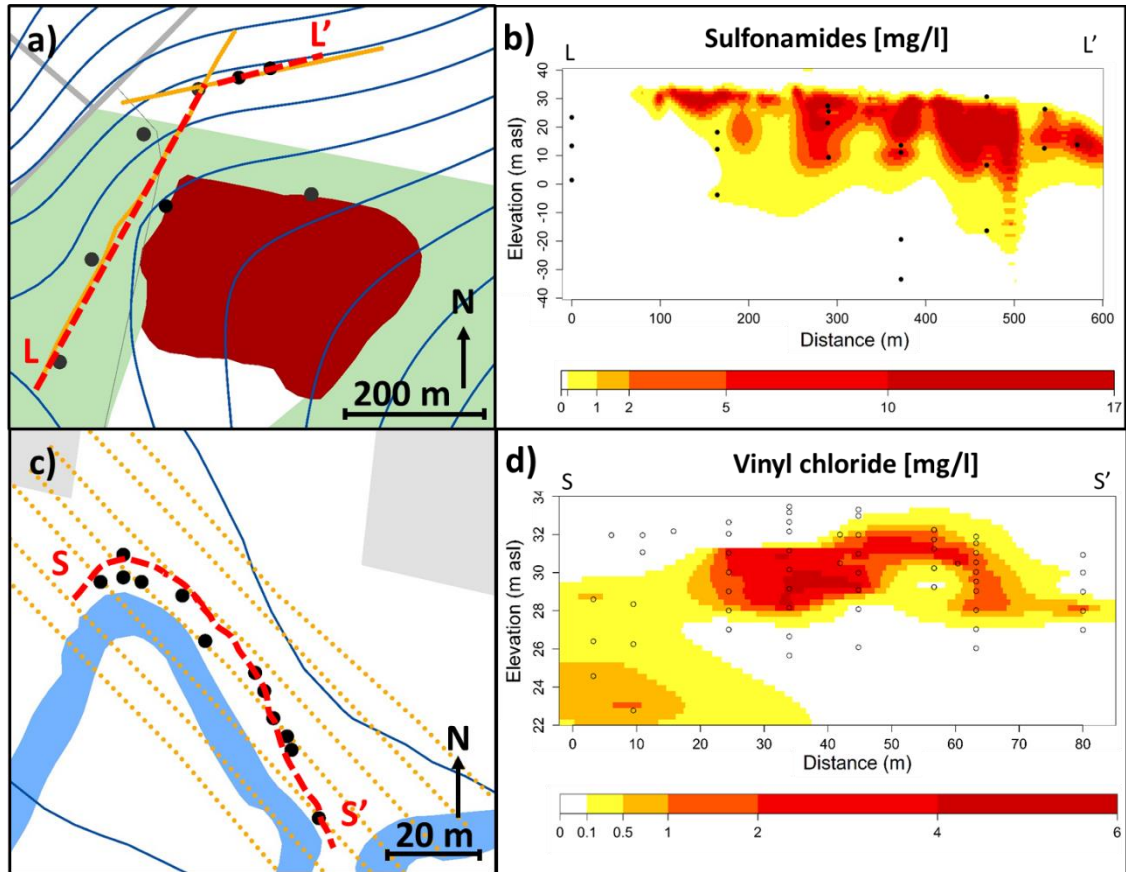 a)
L'
L
N
200 m
b)
Sulfonamides [mg/l]
L
L'
Elevation (m asl)
40
30
20
10
0
-10
-20
-30
-40
0 100 200 300 400 500 600
Distance (m)
0 1 2 5 10 17
c)
S
S'
N
20 m
d)
Vinyl chloride [mg/l]
S
S'
Elevation (m asl)
34
32
30
28
26
24
22
0 10 20 30 40 50 60 70 80
Distance (m)
0 0.1 0.5 1 2 4 6